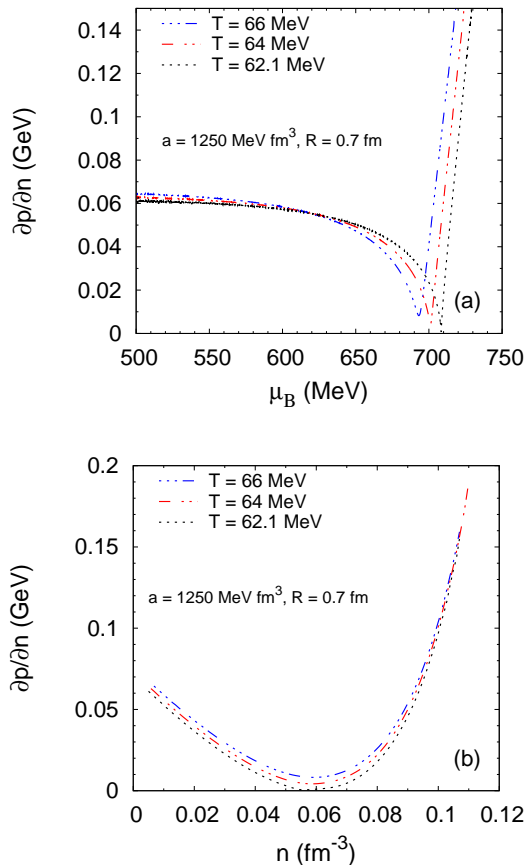 T = 66 MeV
T = 64 MeV
T = 62.1 MeV
a = 1250 MeV fm³, R = 0.7 fm
(a)
∂p/∂n (GeV)
0.14
0.12
0.1
0.08
0.06
0.04
0.02
0
500 550 600 650 700 750
μB (MeV)
T = 66 MeV
T = 64 MeV
T = 62.1 MeV
a = 1250 MeV fm³, R = 0.7 fm
(b)
∂p/∂n (GeV)
0.2
0.15
0.1
0.05
0
0 0.02 0.04 0.06 0.08 0.1 0.12
n (fm⁻³)